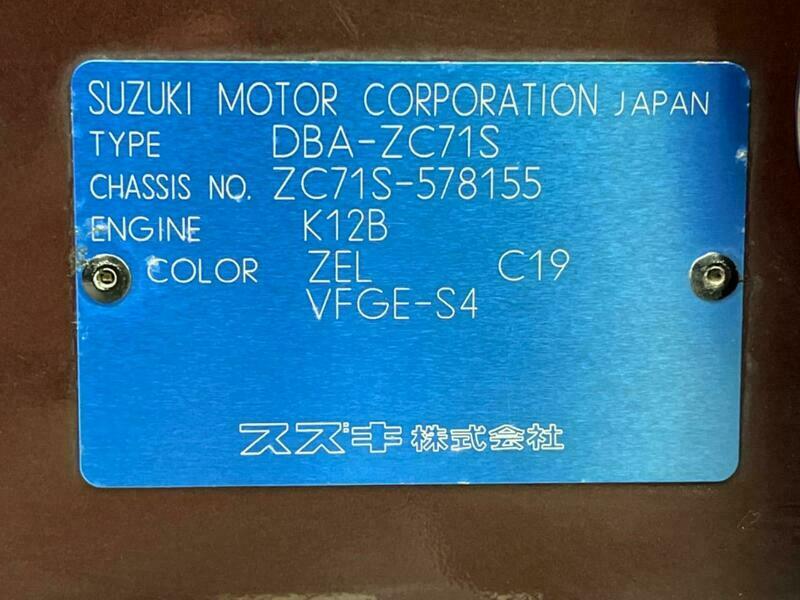 SUZUKI MOTOR CORPORATION JAPAN
TYPE DBA-ZC71S
CHASSIS NO. ZC71S-578155
ENGINE K12B
COLOR ZEL C19
VFGE-S4
スズキ株式会社